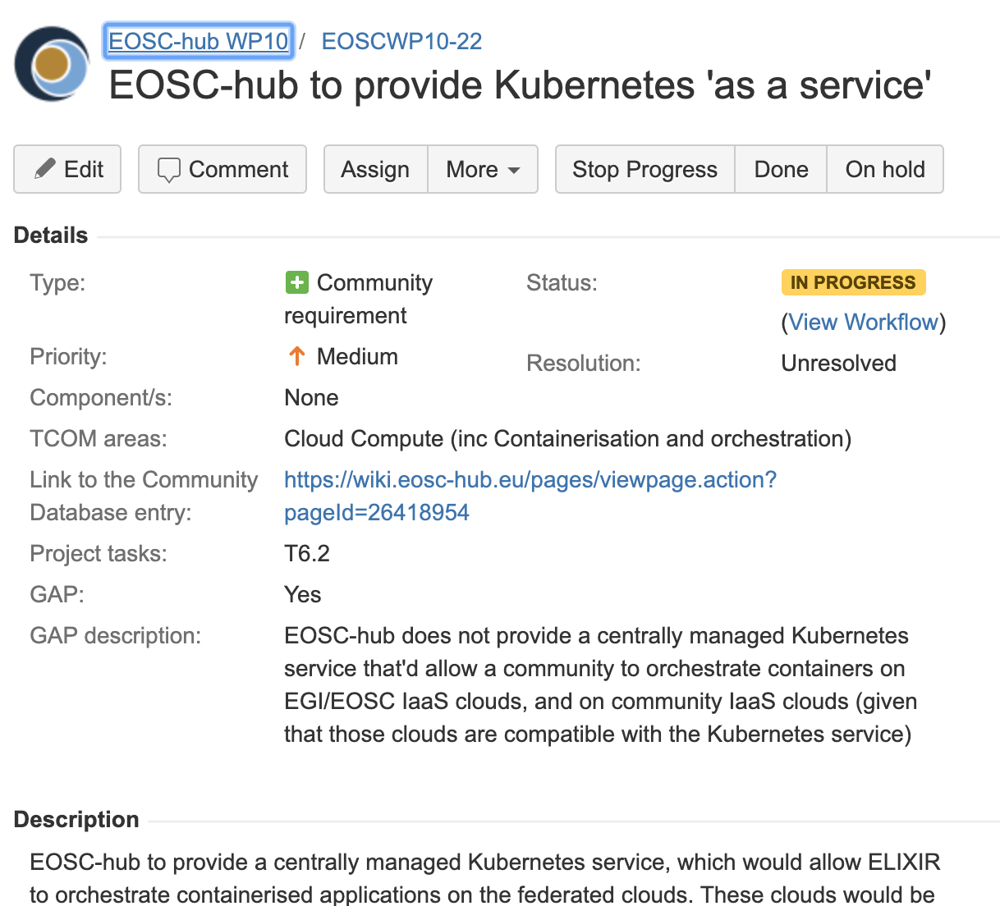 EOSC-hub WP10 / EOSCWP10-22
EOSC-hub to provide Kubernetes 'as a service'
Edit Comment Assign More Stop Progress Done On hold
Details
Type: Community requirement
Status: IN PROGRESS
(View Workflow)
Priority: Medium
Resolution: Unresolved
Component/s: None
TCOM areas: Cloud Compute (inc Containerisation and orchestration)
Link to the Community Database entry: https://wiki.eosc-hub.eu/pages/viewpage.action?
pageId=26418954
Project tasks: T6.2
GAP: Yes
GAP description: EOSC-hub does not provide a centrally managed Kubernetes
service that'd allow a community to orchestrate containers on
EGI/EOSC IaaS clouds, and on community IaaS clouds (given
that those clouds are compatible with the Kubernetes service)
Description
EOSC-hub to provide a centrally managed Kubernetes service, which would allow ELIXIR
to orchestrate containerised applications on the federated clouds. These clouds would be